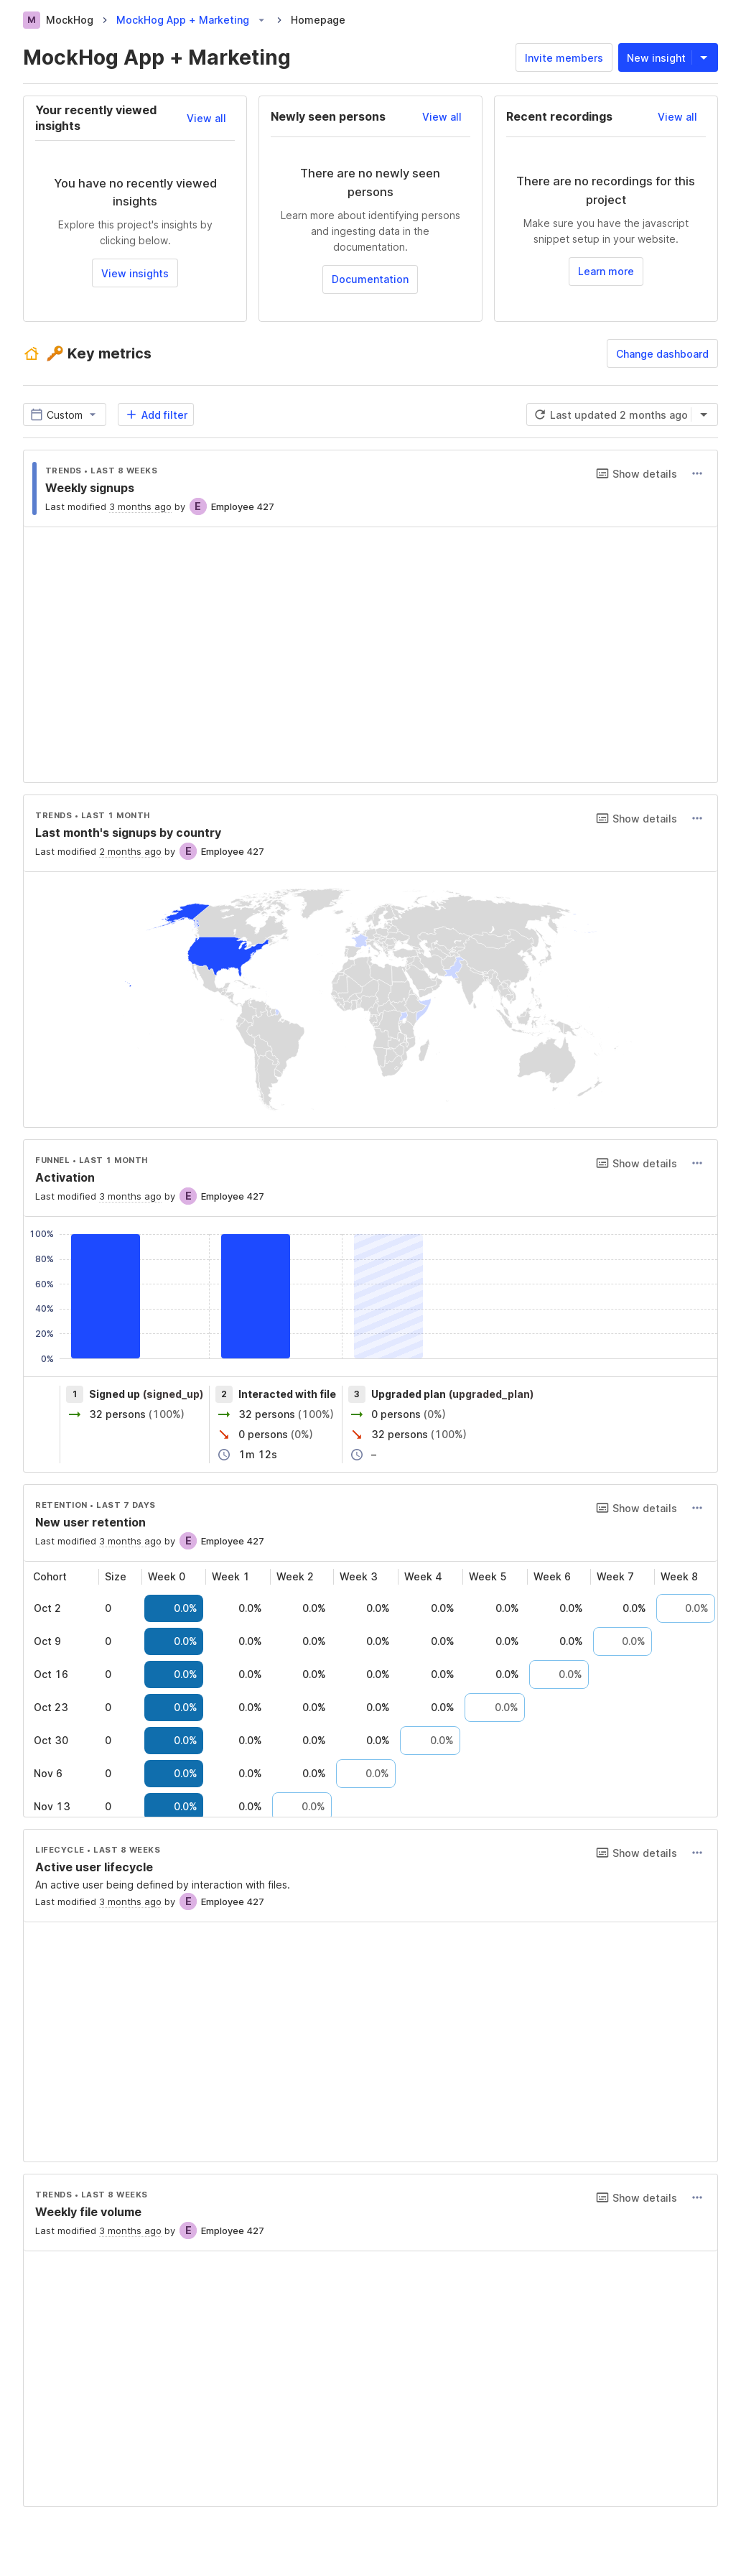 M MockHog > MockHog App + Marketing > Homepage
MockHog App + Marketing
Invite members
New insight
Your recently viewed
insights
View all
You have no recently viewed
insights
Explore this project's insights by
clicking below.
View insights
Newly seen persons
View all
There are no newly seen
persons
Learn more about identifying persons
and ingesting data in the
documentation.
Documentation
Recent recordings
View all
There are no recordings for this
project
Make sure you have the javascript
snippet setup in your website.
Learn more
Key metrics
Change dashboard
Custom
Add filter
Last updated 2 months ago
TRENDS • LAST 8 WEEKS
Show details
Weekly signups
Last modified 3 months ago by E Employee 427
TRENDS • LAST 1 MONTH
Show details
Last month's signups by country
Last modified 2 months ago by E Employee 427
FUNNEL • LAST 1 MONTH
Show details
Activation
Last modified 3 months ago by E Employee 427
100%
80%
60%
40%
20%
0%
1 Signed up (signed_up)
32 persons (100%)
2 Interacted with file
32 persons (100%)
0 persons (0%)
1m 12s
3 Upgraded plan (upgraded_plan)
0 persons (0%)
32 persons (100%)
–
RETENTION • LAST 7 DAYS
Show details
New user retention
Last modified 3 months ago by E Employee 427
Cohort Size Week 0 Week 1 Week 2 Week 3 Week 4 Week 5 Week 6 Week 7 Week 8
Oct 2 0 0.0% 0.0% 0.0% 0.0% 0.0% 0.0% 0.0% 0.0% 0.0%
Oct 9 0 0.0% 0.0% 0.0% 0.0% 0.0% 0.0% 0.0% 0.0%
Oct 16 0 0.0% 0.0% 0.0% 0.0% 0.0% 0.0% 0.0%
Oct 23 0 0.0% 0.0% 0.0% 0.0% 0.0% 0.0%
Oct 30 0 0.0% 0.0% 0.0% 0.0% 0.0%
Nov 6 0 0.0% 0.0% 0.0% 0.0%
Nov 13 0 0.0% 0.0% 0.0%
LIFECYCLE • LAST 8 WEEKS
Show details
Active user lifecycle
An active user being defined by interaction with files.
Last modified 3 months ago by E Employee 427
TRENDS • LAST 8 WEEKS
Show details
Weekly file volume
Last modified 3 months ago by E Employee 427